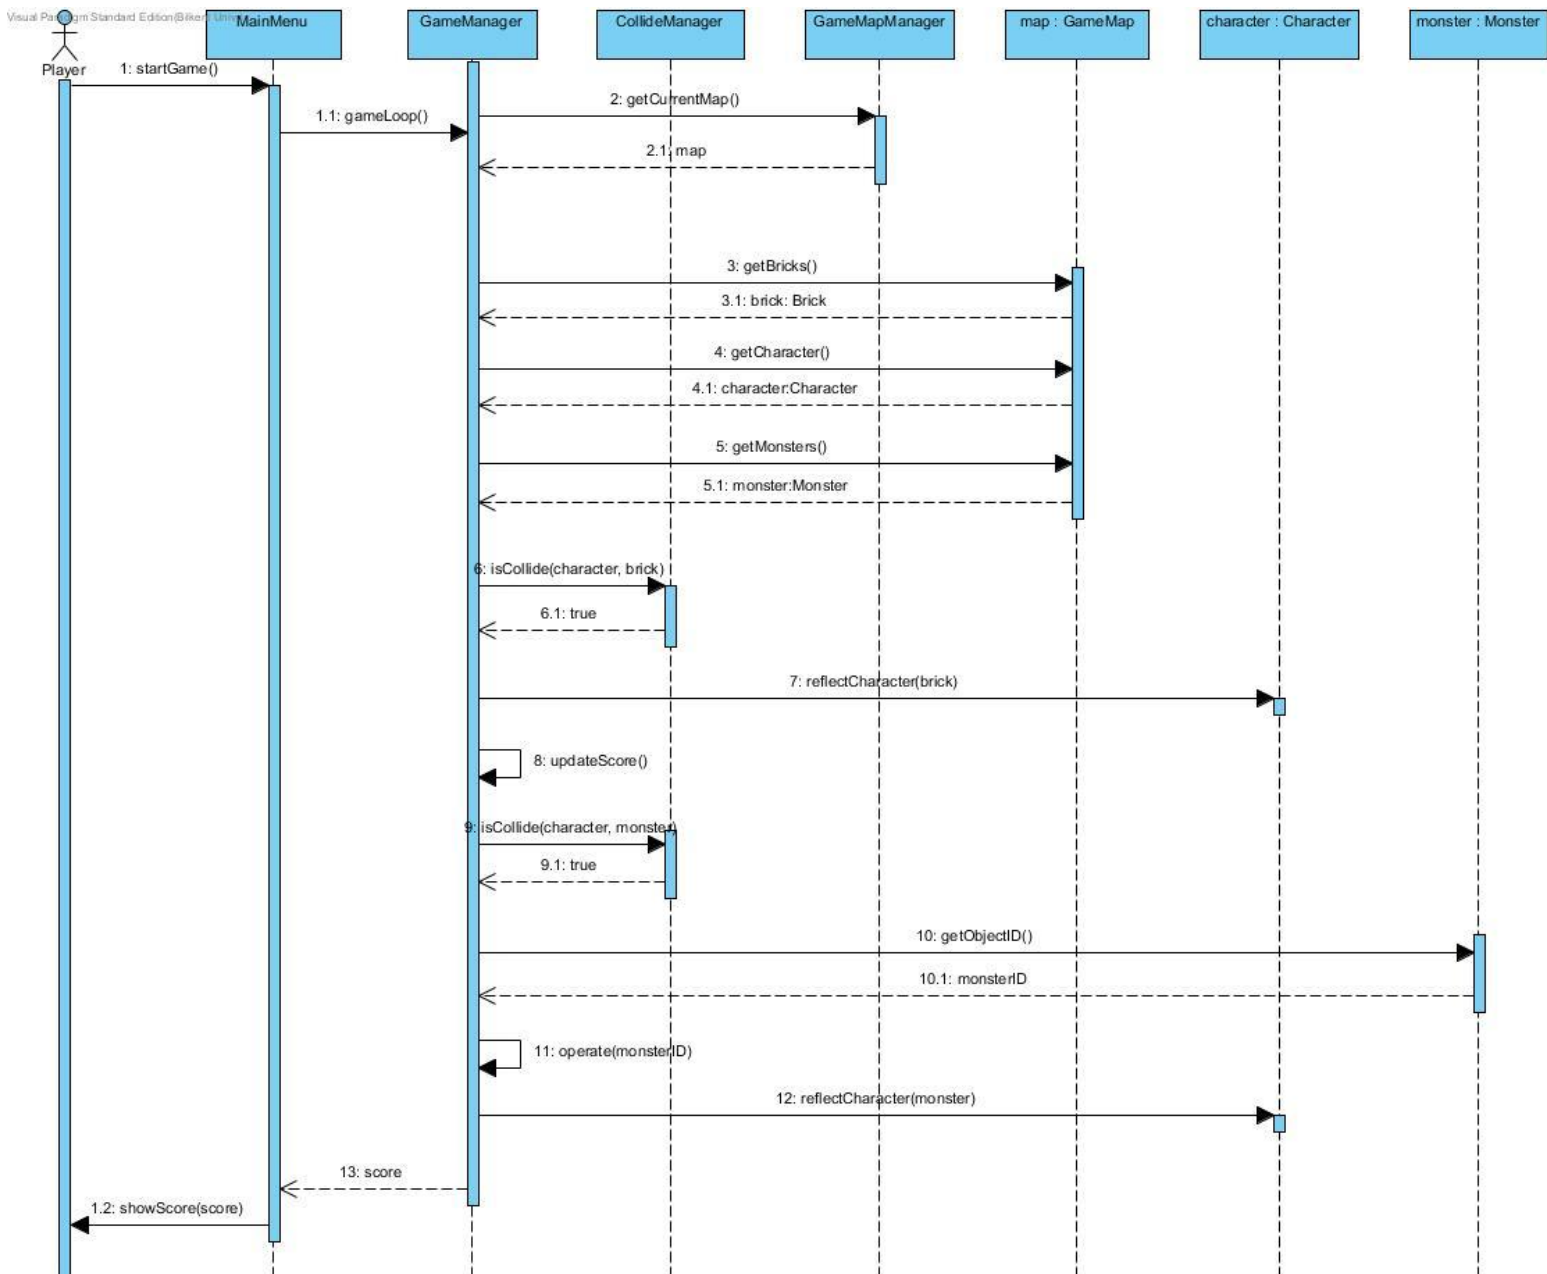 Visual Paradigm Standard Edition(Bilkent Univ.)
MainMenu
GameManager
CollideManager
GameMapManager
map : GameMap
character : Character
monster : Monster
Player
1: startGame()
1.1: gameLoop()
2: getCurrentMap()
2.1: map
3: getBricks()
3.1: brick: Brick
4: getCharacter()
4.1: character:Character
5: getMonsters()
5.1: monster:Monster
6: isCollide(character, brick)
6.1: true
7: reflectCharacter(brick)
8: updateScore()
9: isCollide(character, monster)
9.1: true
10: getObjectID()
10.1: monsterID
11: operate(monsterID)
12: reflectCharacter(monster)
13: score
1.2: showScore(score)